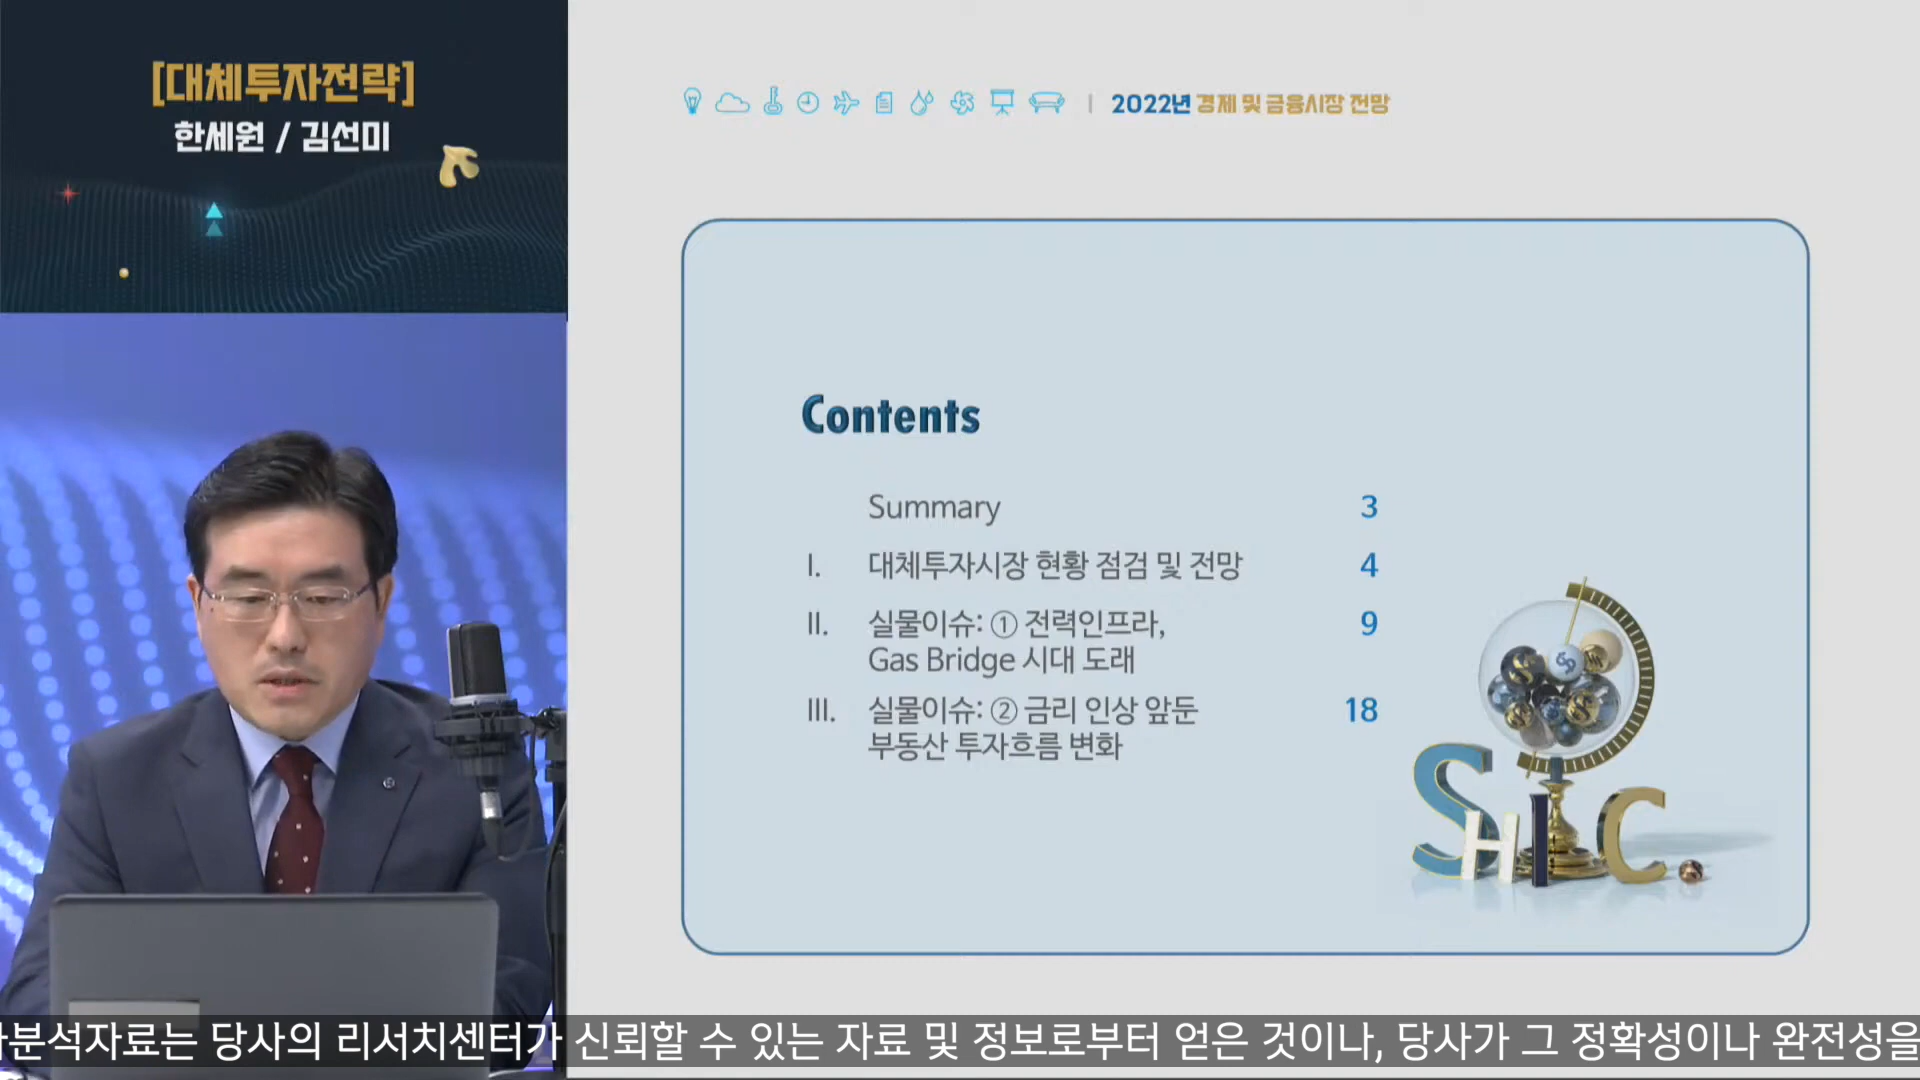 [대체투자전략]
한세원 / 김선미
2022년 경제 및 금융시장 전망
Contents
Summary 3
I. 대체투자시장 현황 점검 및 전망 4
II. 실물이슈: ① 전력인프라, 9
Gas Bridge 시대 도래
III. 실물이슈: ② 금리 인상 앞둔 18
부동산 투자흐름 변화
SHIC
분석자료는 당사의 리서치센터가 신뢰할 수 있는 자료 및 정보로부터 얻은 것이나, 당사가 그 정확성이나 완전성을